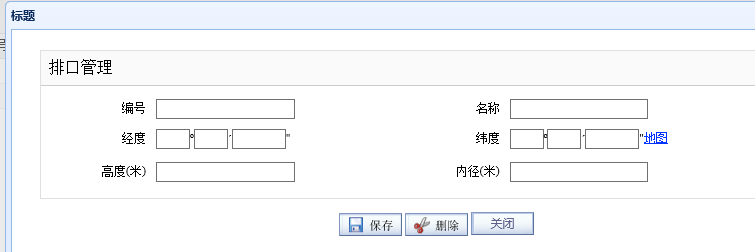 标题
排口管理
编号 名称
经度 ° ′ ″ 纬度 ° ′ ″ 地图
高度(米) 内径(米)
保存 删除 关闭